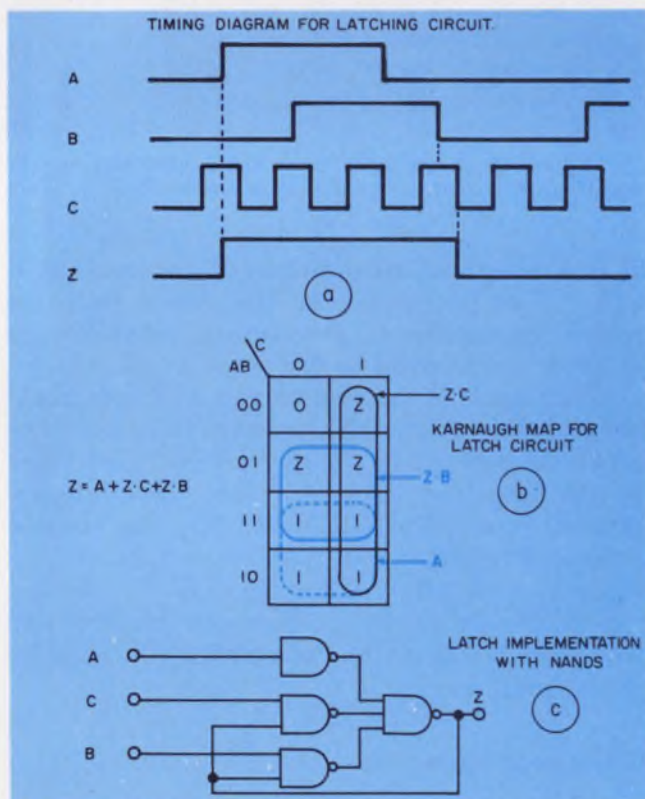 TIMING DIAGRAM FOR LATCHING CIRCUIT.
A
B
C
Z
a
C
AB 0 1
00 0 Z Z·C
KARNAUGH MAP FOR
LATCH CIRCUIT
01 Z Z
Z·B
b
Z = A + Z·C + Z·B
11 1 1
A
10 1 1
LATCH IMPLEMENTATION
WITH NANDS
A
C
Z
c
B